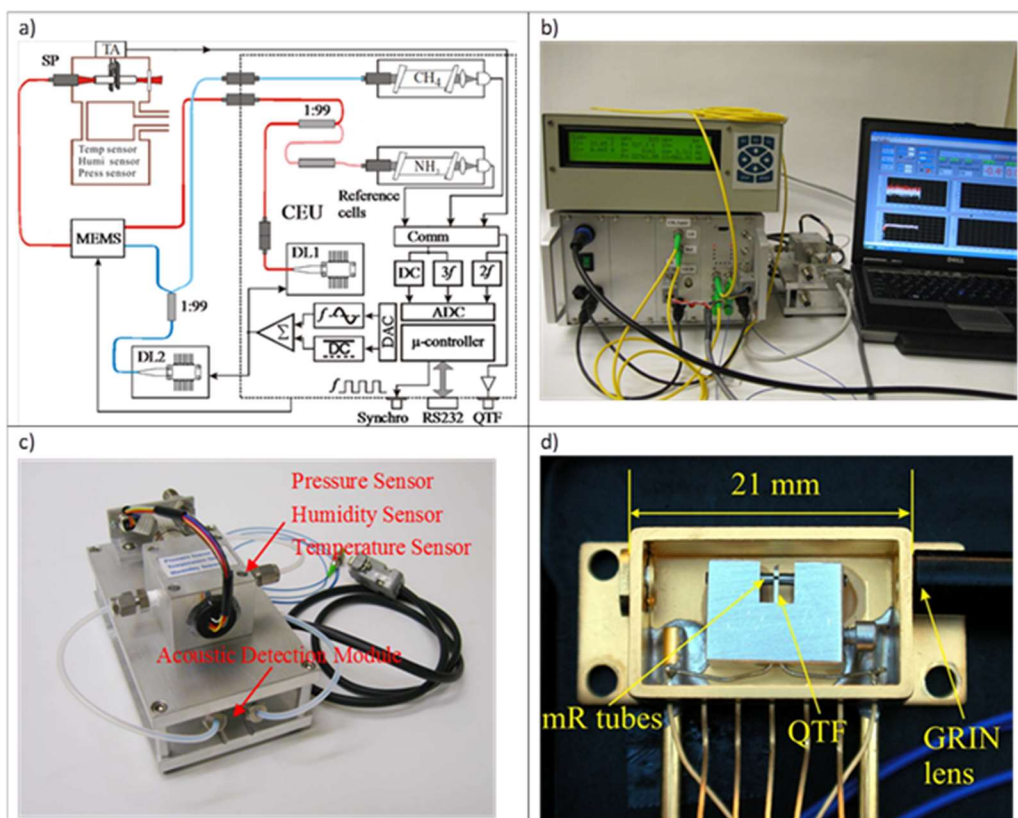 a)
TA
SP
CH₄
1:99
Temp sensor
Humi sensor
Press sensor
NH₃
Reference
cells
CEU
MEMS
Comm
DL1
DC
3f
2f
1:99
ADC
DAC
f
Σ
μ-controller
DC
DL2
f
Synchro
RS232
QTF
b)
DELL
c)
Pressure Sensor
Humidity Sensor
Temperature Sensor
Acoustic Detection Module
d)
21 mm
mR tubes
QTF
GRIN
lens